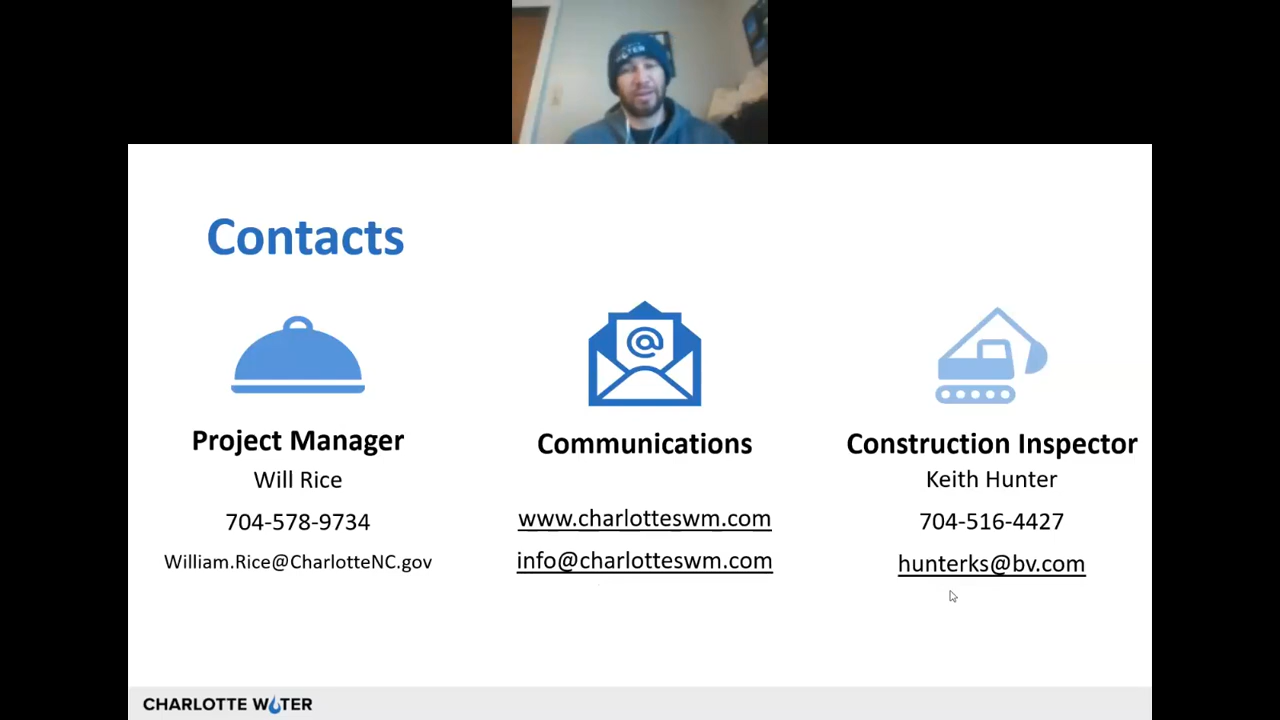 Contacts
Project Manager
Will Rice
704-578-9734
William.Rice@CharlotteNC.gov
Communications
www.charlotteswm.com
info@charlotteswm.com
Construction Inspector
Keith Hunter
704-516-4427
hunterks@bv.com
CHARLOTTE WATER